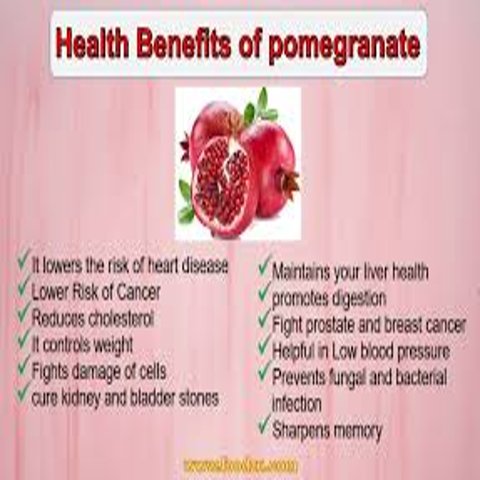 Health Benefits of pomegranate
It lowers the risk of heart disease
Lower Risk of Cancer
Reduces cholesterol
It controls weight
Fights damage of cells
cure kidney and bladder stones
Maintains your liver health
promotes digestion
Fight prostate and breast cancer
Helpful in Low blood pressure
Prevents fungal and bacterial
infection
Sharpens memory